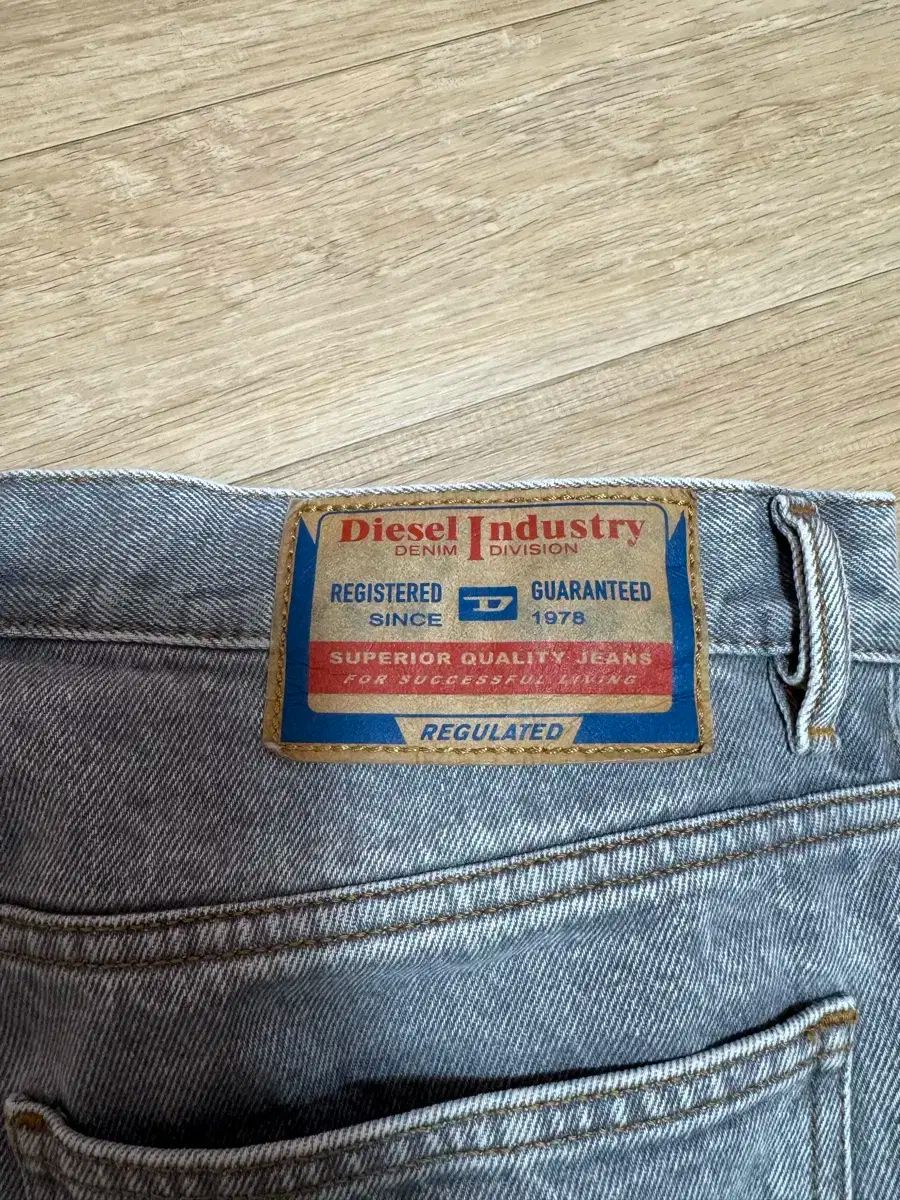 Diesel Industry
DENIM DIVISION
REGISTERED D GUARANTEED
SINCE 1978
SUPERIOR QUALITY JEANS
FOR SUCCESSFUL LIVING
REGULATED